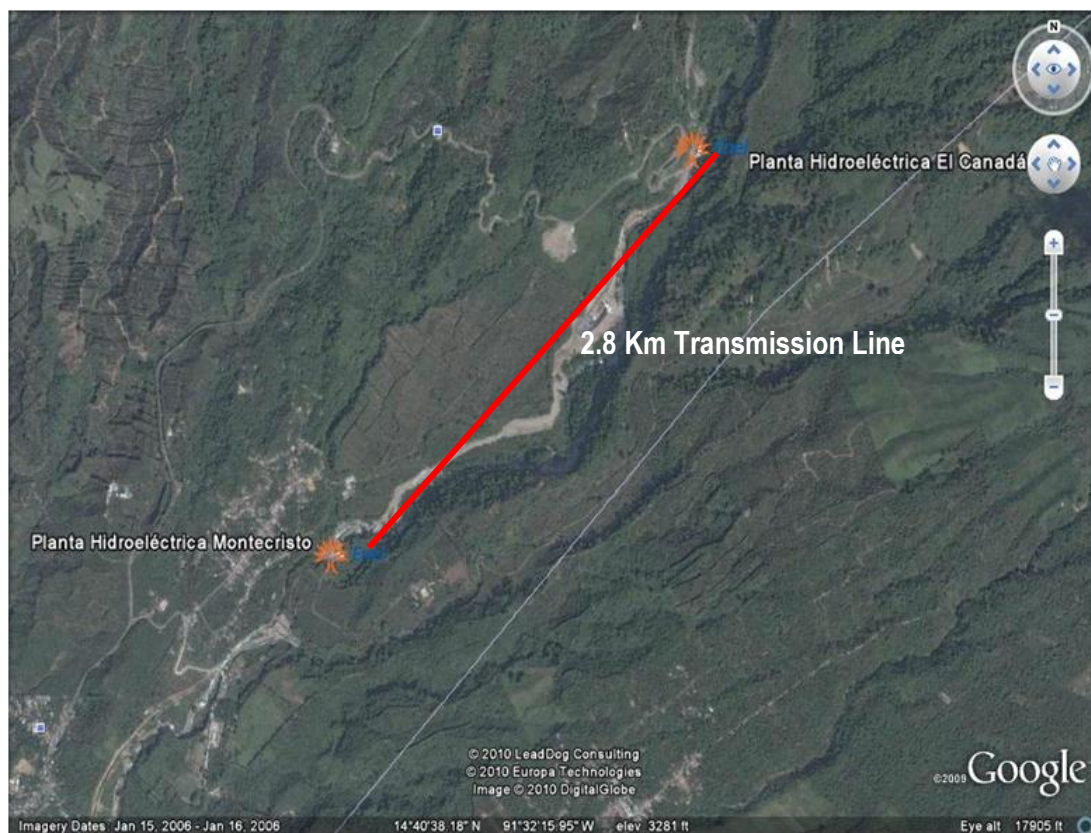 N
Planta Hidroeléctrica El Canadá
2.8 Km Transmission Line
Planta Hidroeléctrica Montecristo
© 2010 LeadDog Consulting
© 2010 Europa Technologies
Image © 2010 DigitalGlobe
©2009 Google
Imagery Dates: Jan 15, 2006 - Jan 16, 2006 14°40'38.18" N 91°32'15.95" W elev 3281 ft Eye alt 17905 ft